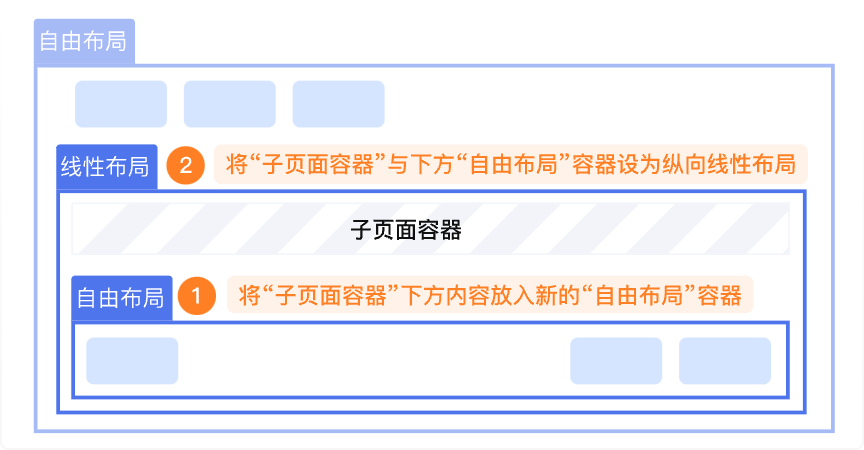 自由布局
线性布局
2
将“子页面容器”与下方“自由布局”容器设为纵向线性布局
子页面容器
自由布局
1
将“子页面容器”下方内容放入新的“自由布局”容器